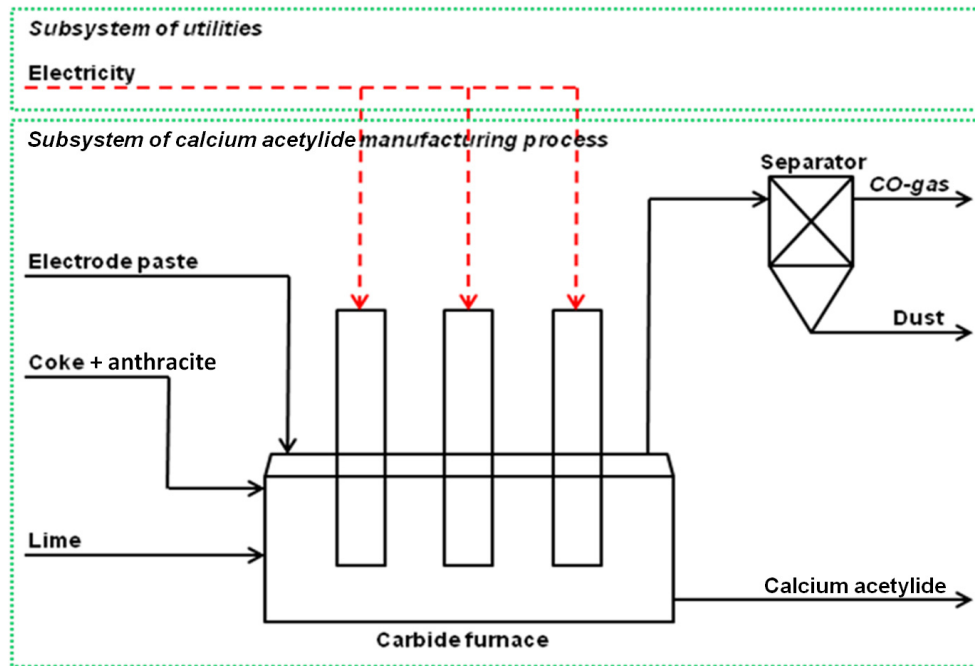 Subsystem of utilities
Electricity
Subsystem of calcium acetylide manufacturing process
Separator
CO-gas
Electrode paste
Dust
Coke + anthracite
Lime
Calcium acetylide
Carbide furnace